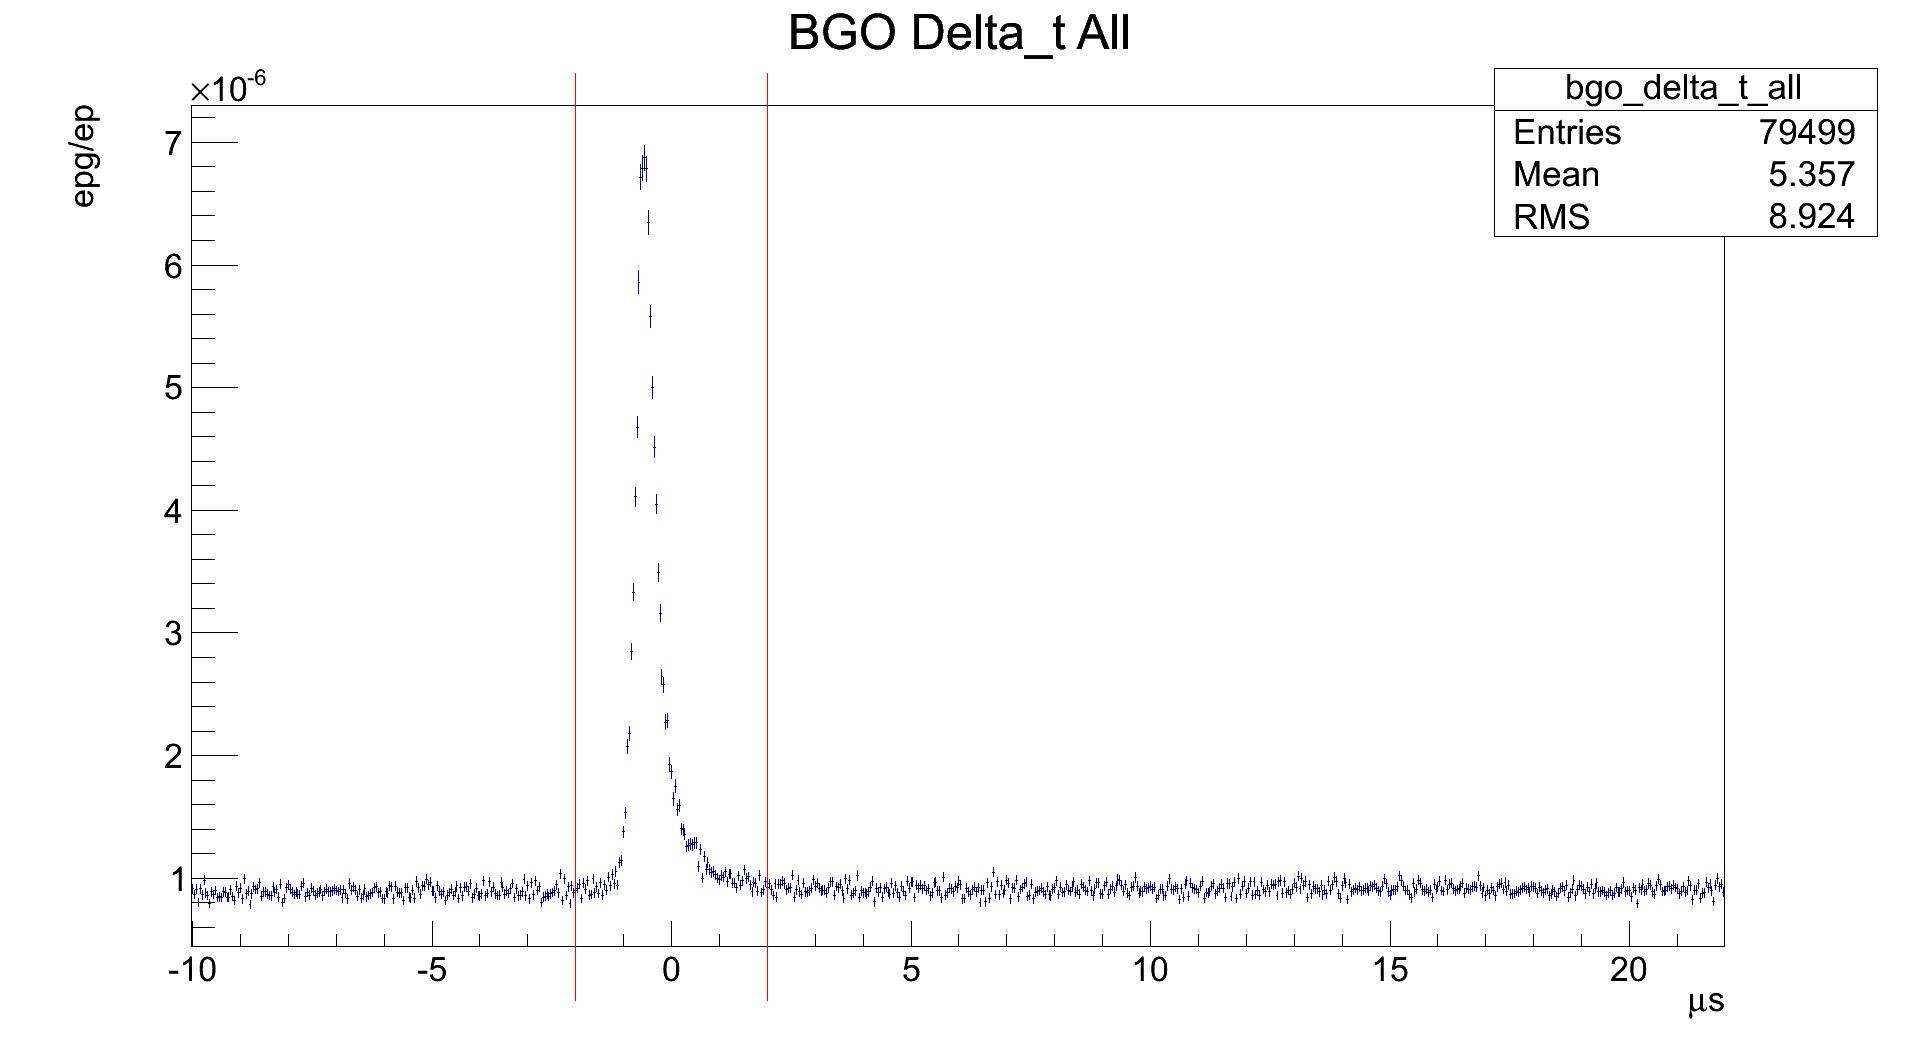 BGO Delta_t All
×10-6
epg/ep
bgo_delta_t_all
Entries 79499
Mean 5.357
RMS 8.924
7
6
5
4
3
2
1
-10 -5 0 5 10 15 20
μs